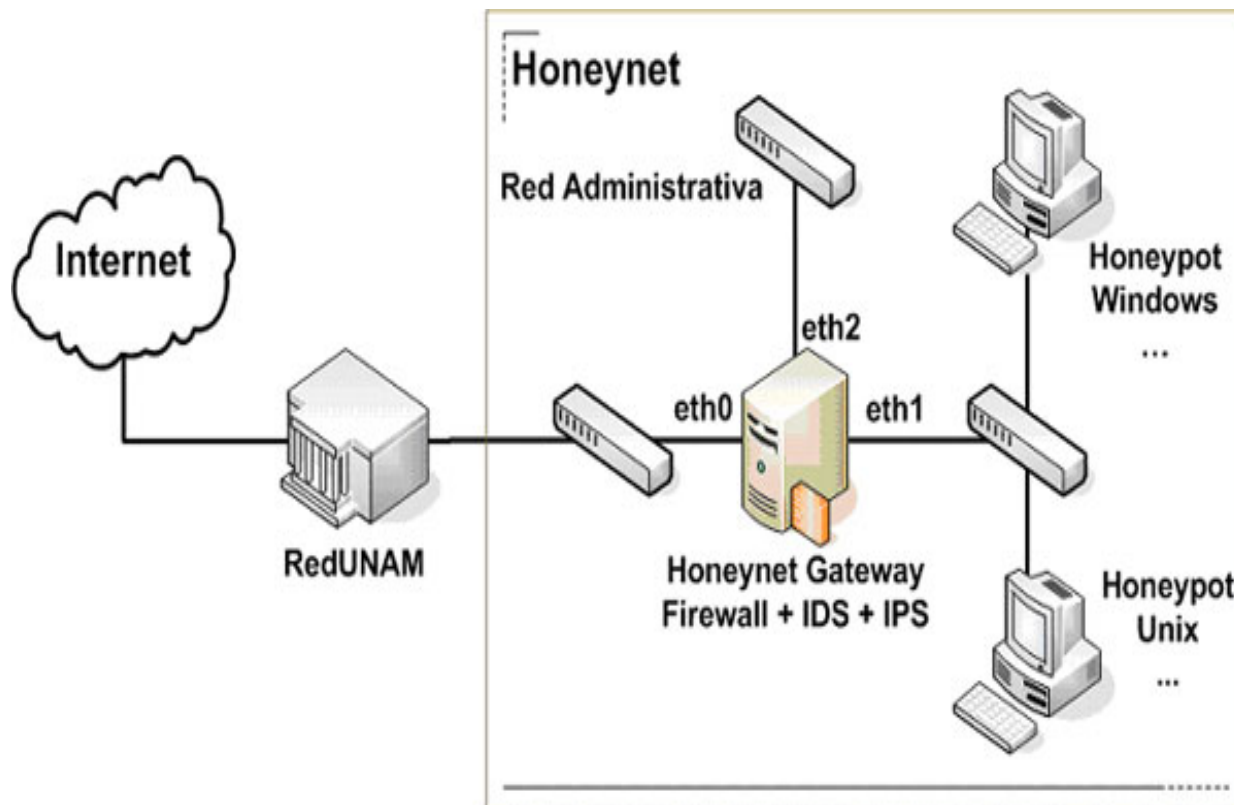 Honeynet
Red Administrativa
Internet
Honeypot
Windows
...
eth2
eth0
eth1
RedUNAM
Honeynet Gateway
Firewall + IDS + IPS
Honeypot
Unix
...